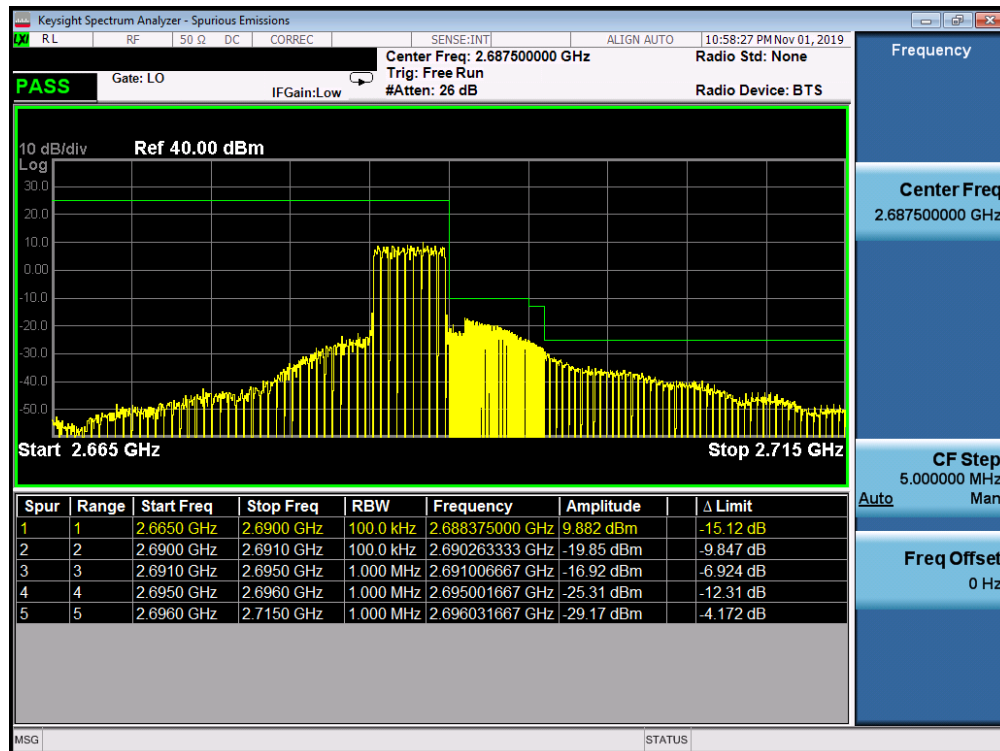 Keysight Spectrum Analyzer - Spurious Emissions
LXI RL RF 50 Ω DC CORREC SENSE:INT ALIGN AUTO 10:58:27 PM Nov 01, 2019
Center Freq: 2.687500000 GHz Radio Std: None
Trig: Free Run
PASS Gate: LO
IFGain:Low #Atten: 26 dB Radio Device: BTS
10 dB/div Ref 40.00 dBm
Log
30.0
20.0
10.0
0.00
-10.0
-20.0
-30.0
-40.0
-50.0
Start 2.665 GHz Stop 2.715 GHz
Spur Range Start Freq Stop Freq RBW Frequency Amplitude Δ Limit
1 1 2.6650 GHz 2.6900 GHz 100.0 kHz 2.688375000 GHz 9.882 dBm -15.12 dB
2 2 2.6900 GHz 2.6910 GHz 100.0 kHz 2.690263333 GHz -19.85 dBm -9.847 dB
3 3 2.6910 GHz 2.6950 GHz 1.000 MHz 2.691006667 GHz -16.92 dBm -6.924 dB
4 4 2.6950 GHz 2.6960 GHz 1.000 MHz 2.695001667 GHz -25.31 dBm -12.31 dB
5 5 2.6960 GHz 2.7150 GHz 1.000 MHz 2.696031667 GHz -29.17 dBm -4.172 dB
MSG STATUS
Frequency
Center Freq
2.687500000 GHz
CF Step
5.000000 MHz
Auto Man
Freq Offset
0 Hz